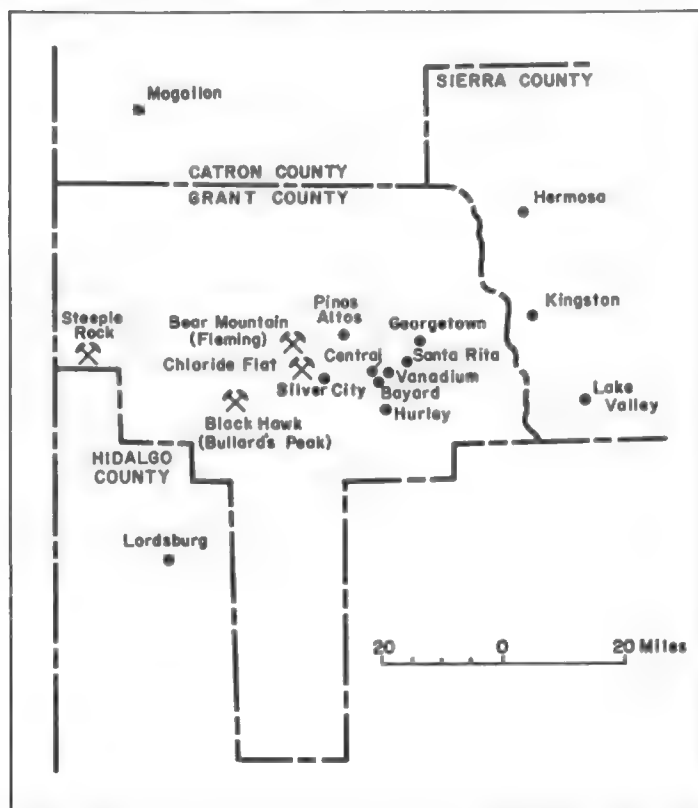 Mogallon
SIERRA COUNTY
CATRON COUNTY
GRANT COUNTY
Hermosa
Steeple
Rock
Bear Mountain
(Fleming)
Pinos
Altos
Georgetown
Kingston
Chloride Flat
Central
Santa Rita
Silver City
Vanadium
Bayard
Hurley
Lake
Valley
Black Hawk
(Bullard's Peak)
HIDALGO
COUNTY
Lordsburg
20 0 20 Miles